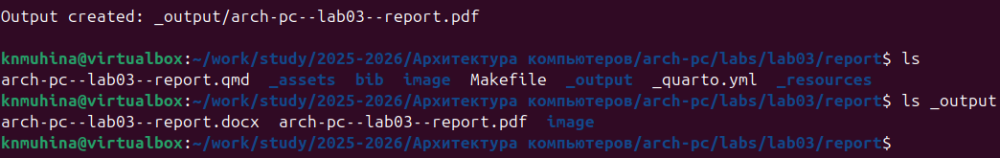 Output created: _output/arch-pc--lab03--report.pdf
knmuhina@virtualbox:~/work/study/2025-2026/Архитектура компьютеров/arch-pc/labs/lab03/report$ ls
arch-pc--lab03--report.qmd  _assets  bib  image  Makefile  _output  _quarto.yml  _resources
knmuhina@virtualbox:~/work/study/2025-2026/Архитектура компьютеров/arch-pc/labs/lab03/report$ ls _output
arch-pc--lab03--report.docx  arch-pc--lab03--report.pdf  image
knmuhina@virtualbox:~/work/study/2025-2026/Архитектура компьютеров/arch-pc/labs/lab03/report$